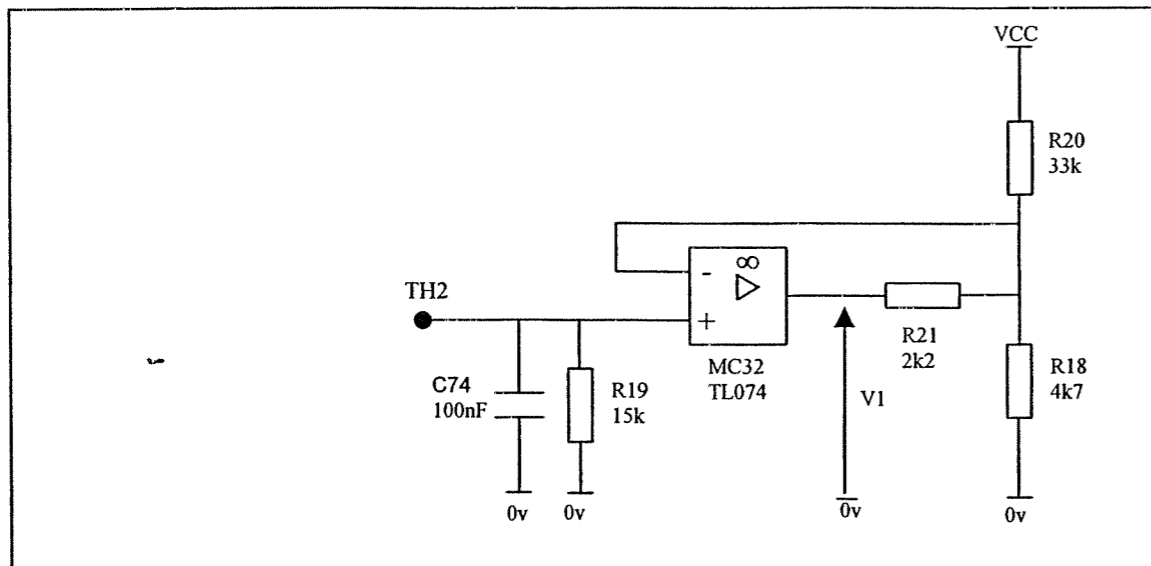 VCC
R20
33k
∞
-
TH2
+
R21
2k2
MC32
TL074
R18
4k7
C74
100nF
R19
15k
V1
0v
0v
0v
0v